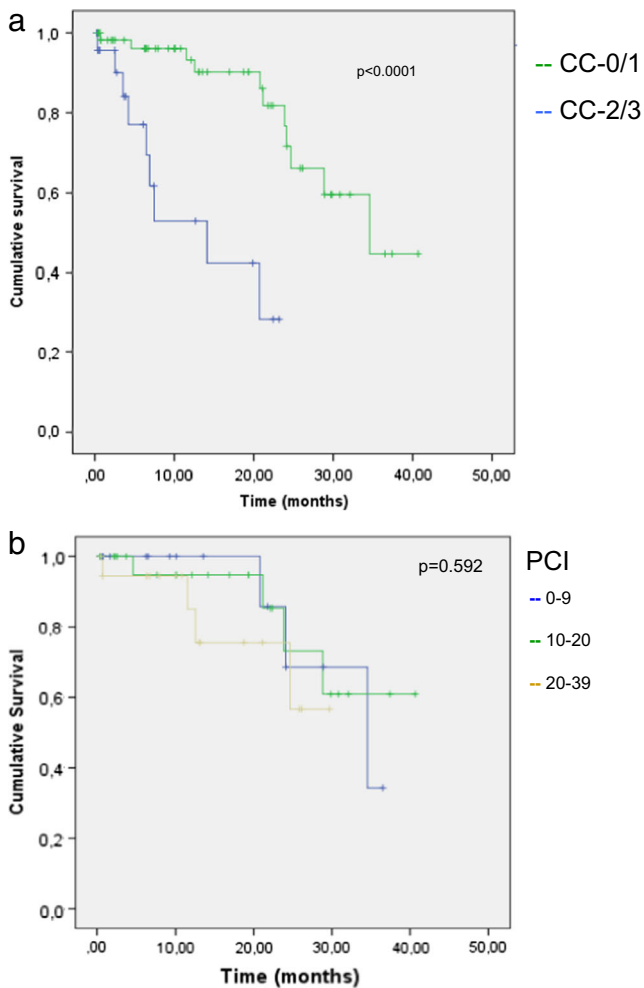 a
1,0
0,8
0,6
0,4
0,2
0,0
Cumulative survival
p<0.0001
,00
10,00
20,00
30,00
40,00
50,00
Time (months)
-- CC-0/1
-- CC-2/3
b
1,0
0,8
0,6
0,4
0,2
0,0
Cumulative Survival
p=0.592
,00
10,00
20,00
30,00
40,00
50,00
Time (months)
PCI
-- 0-9
-- 10-20
-- 20-39